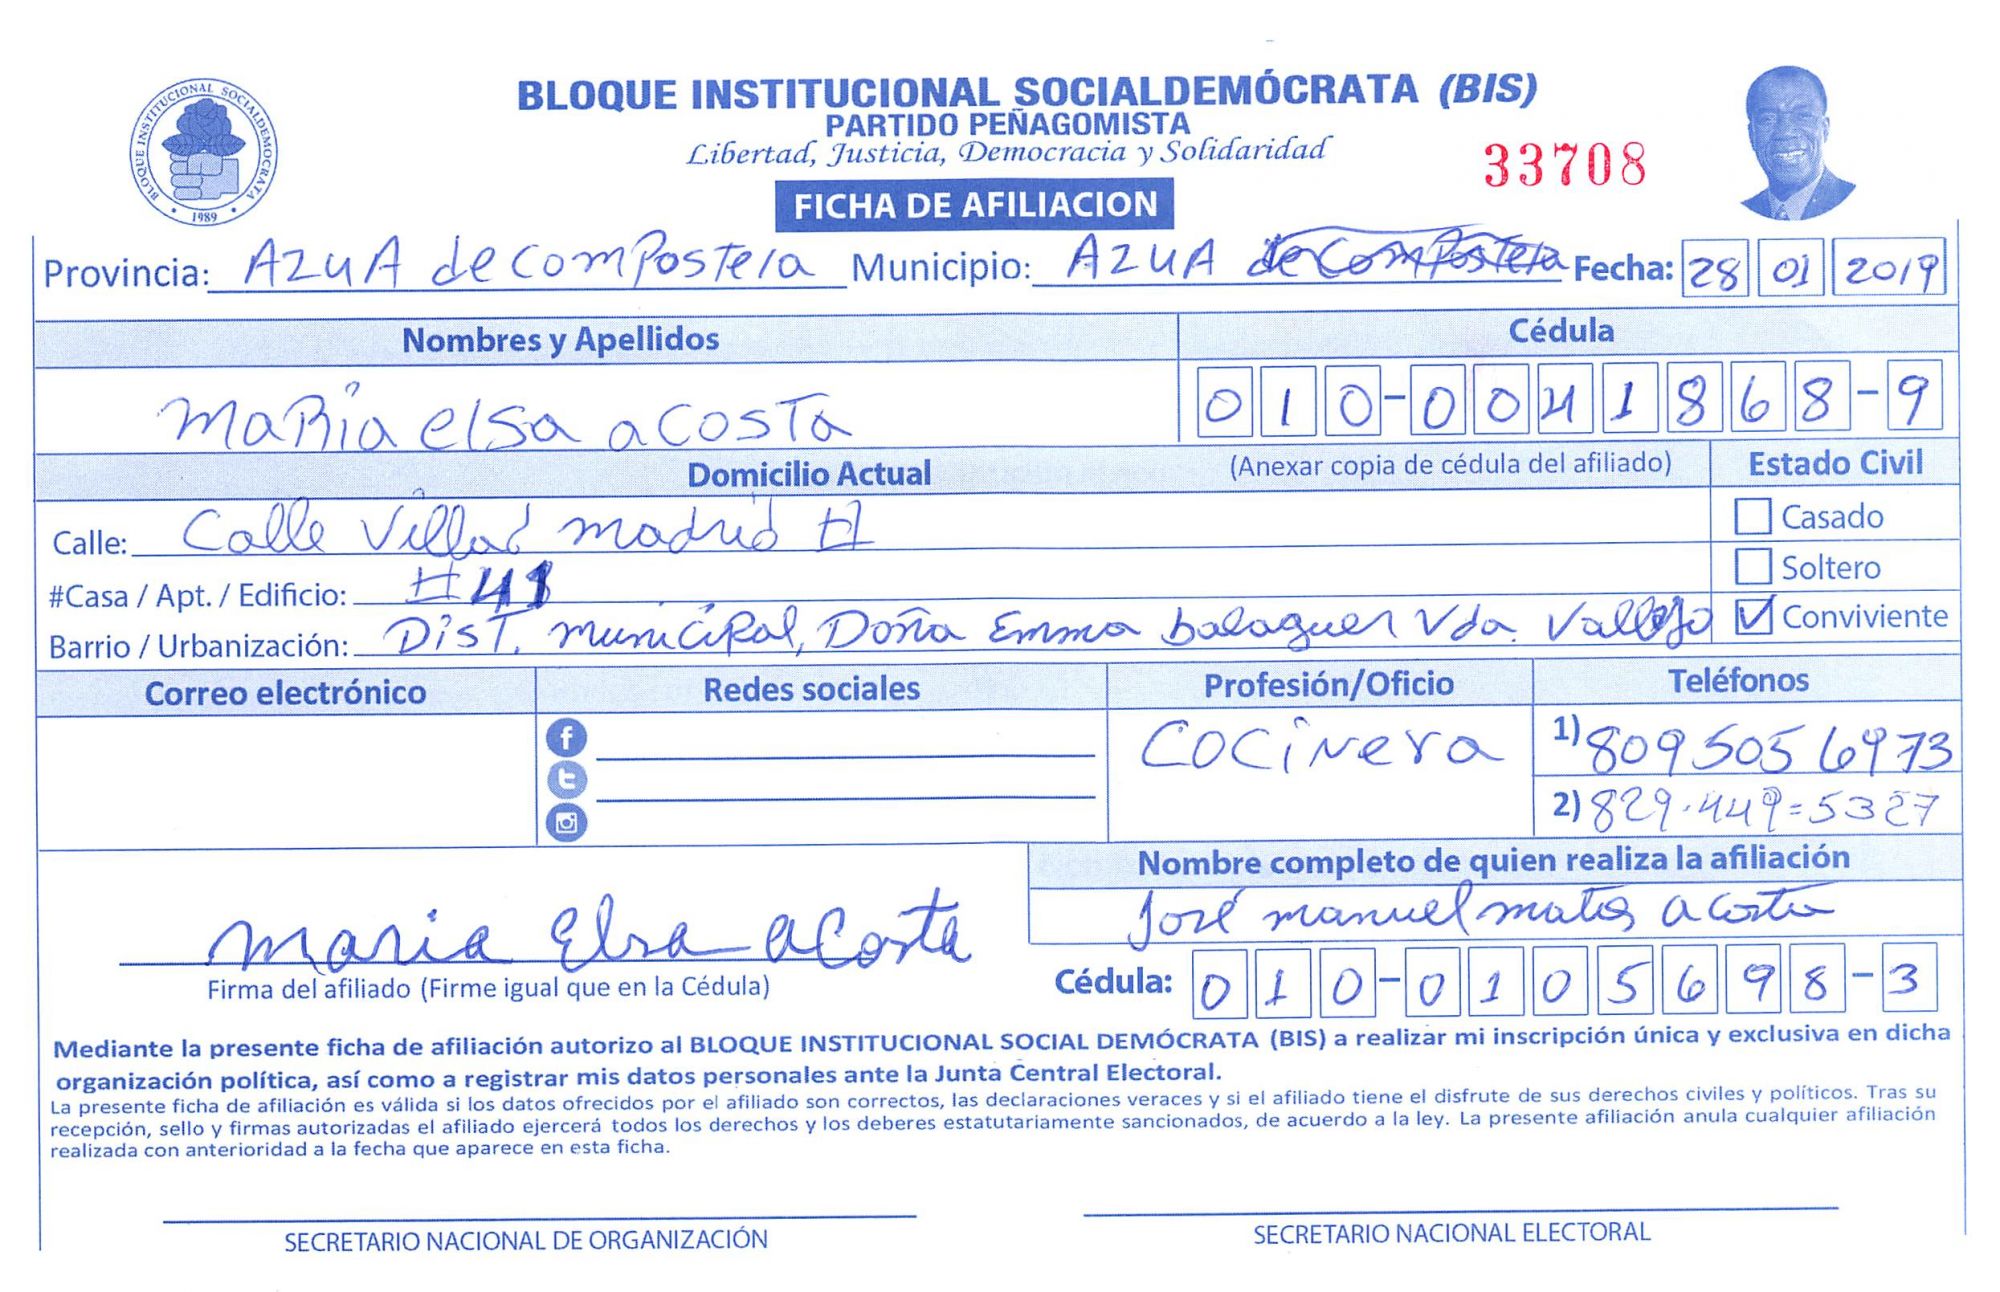 BLOQUE INSTITUCIONAL SOCIALDEMOCRATA
1989
BLOQUE INSTITUCIONAL SOCIALDEMÓCRATA (BIS)
PARTIDO PEÑAGOMISTA
Libertad, Justicia, Democracia y Solidaridad
33708
FICHA DE AFILIACION
Provincia: AZUA de COMPOSTELA Municipio: AZUA de COMPOSTELA Fecha: 28 01 2019
Nombres y Apellidos Cédula
MARIA ELSA ACOSTA 010-0041868-9
Domicilio Actual (Anexar copia de cédula del afiliado) Estado Civil
Calle: Calle Villa madrid # Casado
#Casa / Apt. / Edificio: #41 Soltero
Barrio / Urbanización: DIST. municipal, Doña Emma balaguer Vda. Vallejo Conviviente
Correo electrónico Redes sociales Profesión/Oficio Teléfonos
COCINera 1) 809 505 6973
2) 829-449=5327
Nombre completo de quien realiza la afiliación
José manuel matos acosta
maria Elsa acosta
Firma del afiliado (Firme igual que en la Cédula) Cédula: 010-0105698-3
Mediante la presente ficha de afiliación autorizo al BLOQUE INSTITUCIONAL SOCIAL DEMÓCRATA (BIS) a realizar mi inscripción única y exclusiva en dicha
organización política, así como a registrar mis datos personales ante la Junta Central Electoral.
La presente ficha de afiliación es válida si los datos ofrecidos por el afiliado son correctos, las declaraciones veraces y si el afiliado tiene el disfrute de sus derechos civiles y políticos. Tras su
recepción, sello y firmas autorizadas el afiliado ejercerá todos los derechos y los deberes estatutariamente sancionados, de acuerdo a la ley. La presente afiliación anula cualquier afiliación
realizada con anterioridad a la fecha que aparece en esta ficha.
SECRETARIO NACIONAL DE ORGANIZACIÓN SECRETARIO NACIONAL ELECTORAL